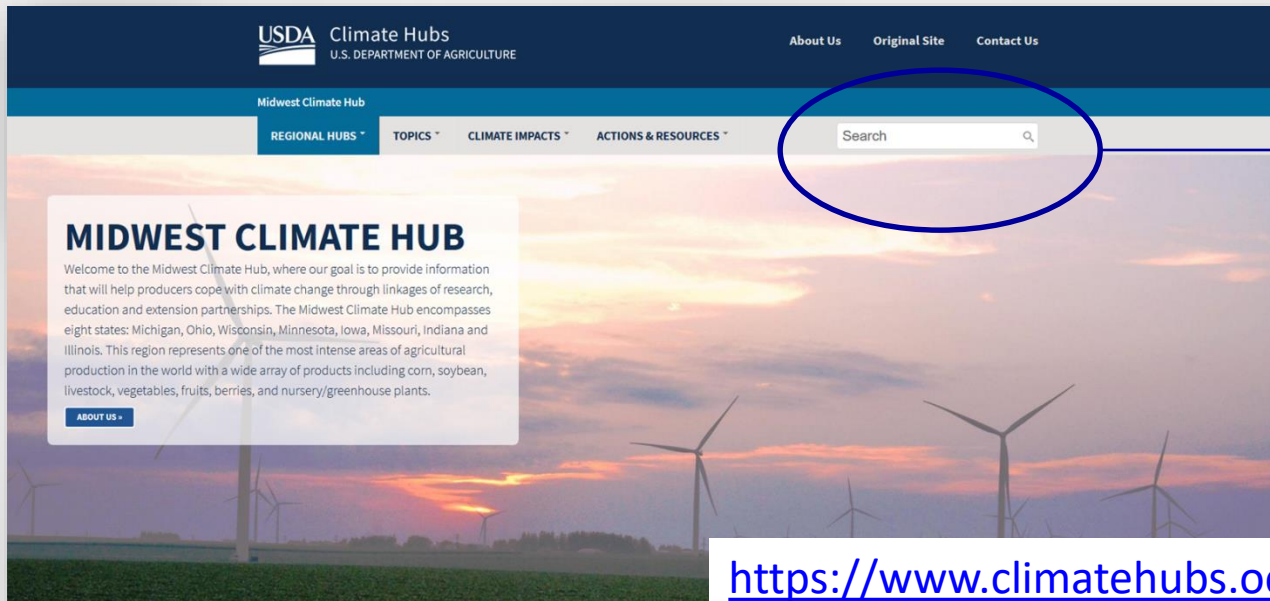 USDA Climate Hubs
U.S. DEPARTMENT OF AGRICULTURE
About Us Original Site Contact Us
Midwest Climate Hub
REGIONAL HUBS TOPICS CLIMATE IMPACTS ACTIONS & RESOURCES Search
MIDWEST CLIMATE HUB
Welcome to the Midwest Climate Hub, where our goal is to provide information
that will help producers cope with climate change through linkages of research,
education and extension partnerships. The Midwest Climate Hub encompasses
eight states: Michigan, Ohio, Wisconsin, Minnesota, Iowa, Missouri, Indiana and
Illinois. This region represents one of the most intense areas of agricultural
production in the world with a wide array of products including corn, soybean,
livestock, vegetables, fruits, berries, and nursery/greenhouse plants.
ABOUT US »
https://www.climatehubs.o